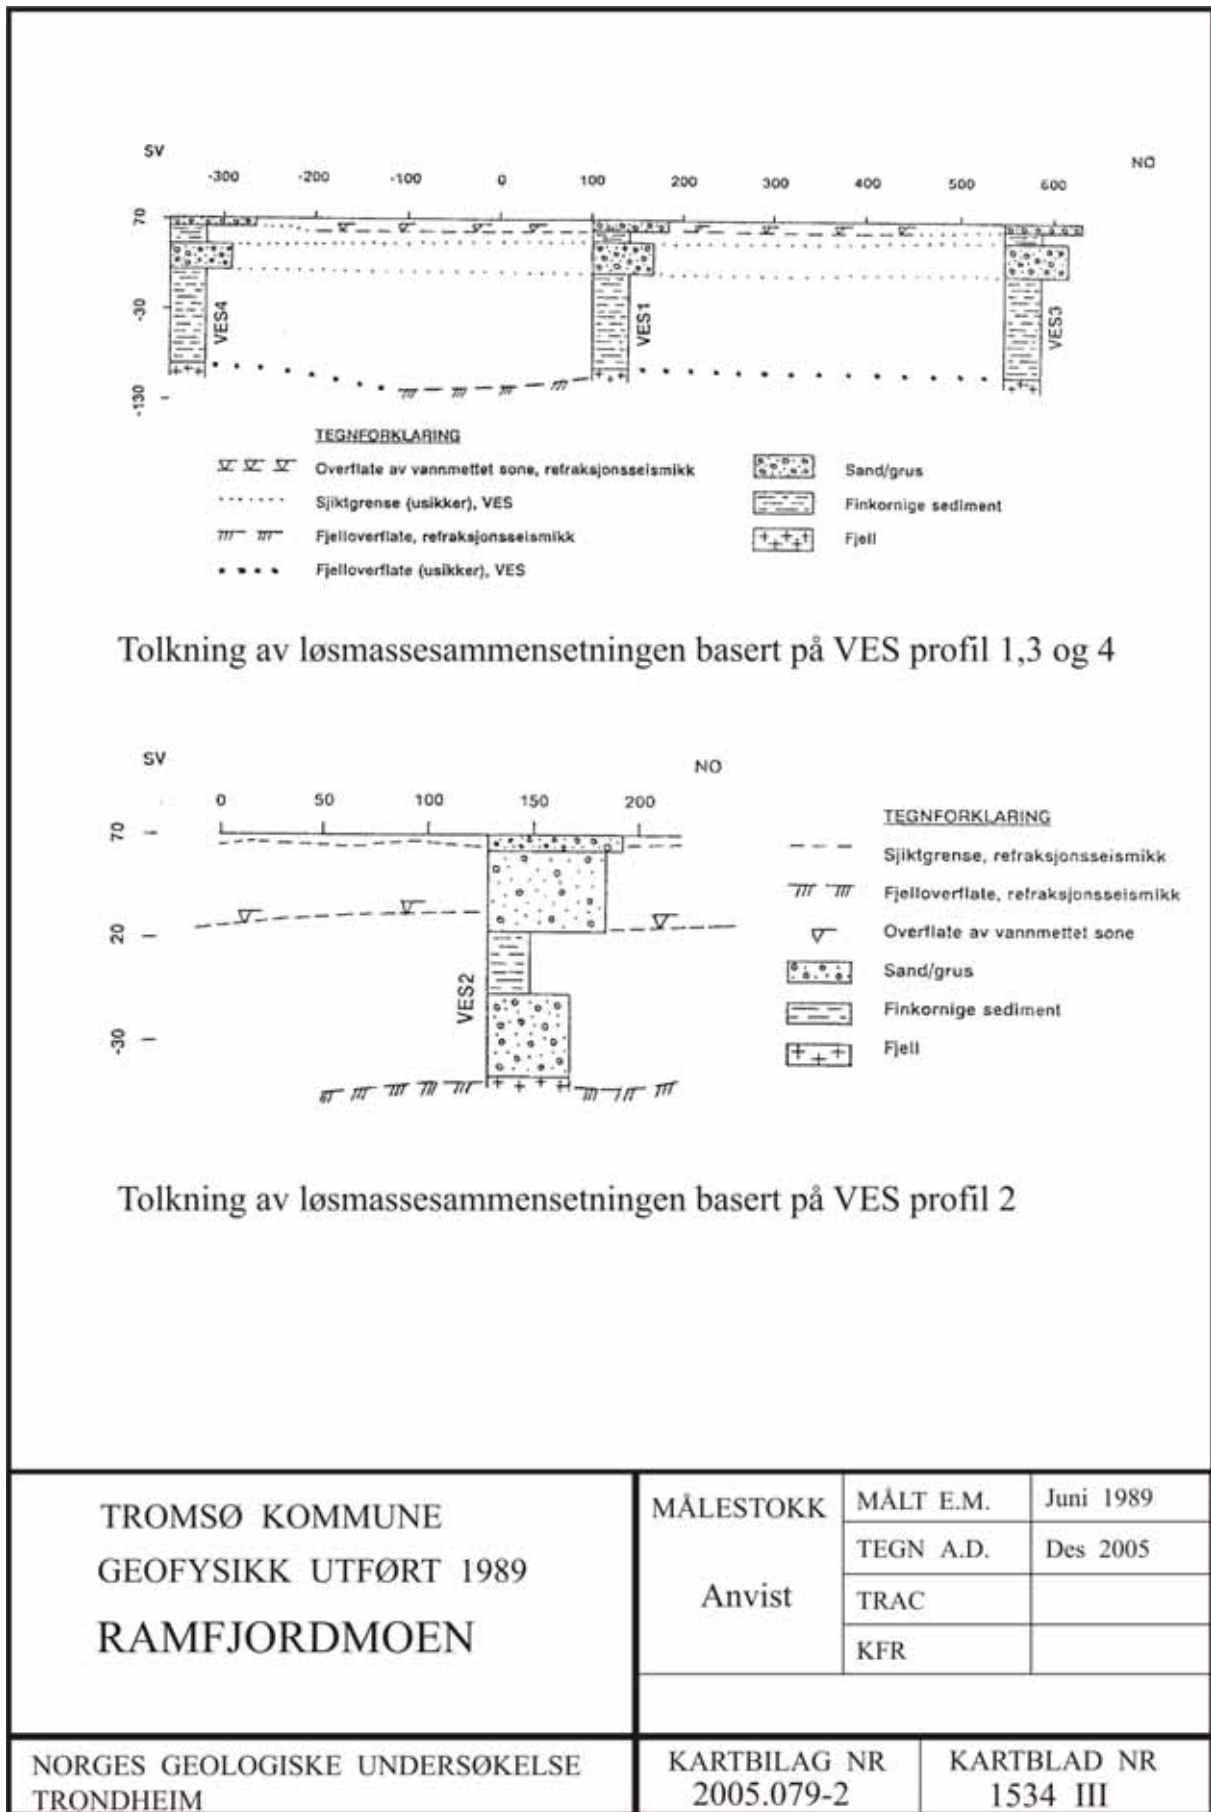 SV
NO
-300 -200 -100 0 100 200 300 400 500 600
70
-30
-130
VES4
VES1
VES3
TEGNFORKLARING
Overflate av vannmettet sone, refraksjonsseismikk
Sjiktgrense (usikker), VES
Fjelloverflate, refraksjonsseismikk
Fjelloverflate (usikker), VES
Sand/grus
Finkornige sediment
Fjell
Tolkning av løsmassesammensetningen basert på VES profil 1,3 og 4
SV
NO
0 50 100 150 200
70
20
-30
VES2
TEGNFORKLARING
Sjiktgrense, refraksjonsseismikk
Fjelloverflate, refraksjonsseismikk
Overflate av vannmettet sone
Sand/grus
Finkornige sediment
Fjell
Tolkning av løsmassesammensetningen basert på VES profil 2
TROMSØ KOMMUNE
GEOFYSIKK UTFØRT 1989
RAMFJORDMOEN
MÅLESTOKK
Anvist
MÅLT E.M. Juni 1989
TEGN A.D. Des 2005
TRAC
KFR
NORGES GEOLOGISKE UNDERSØKELSE
TRONDHEIM
KARTBILAG NR
2005.079-2
KARTBLAD NR
1534 III